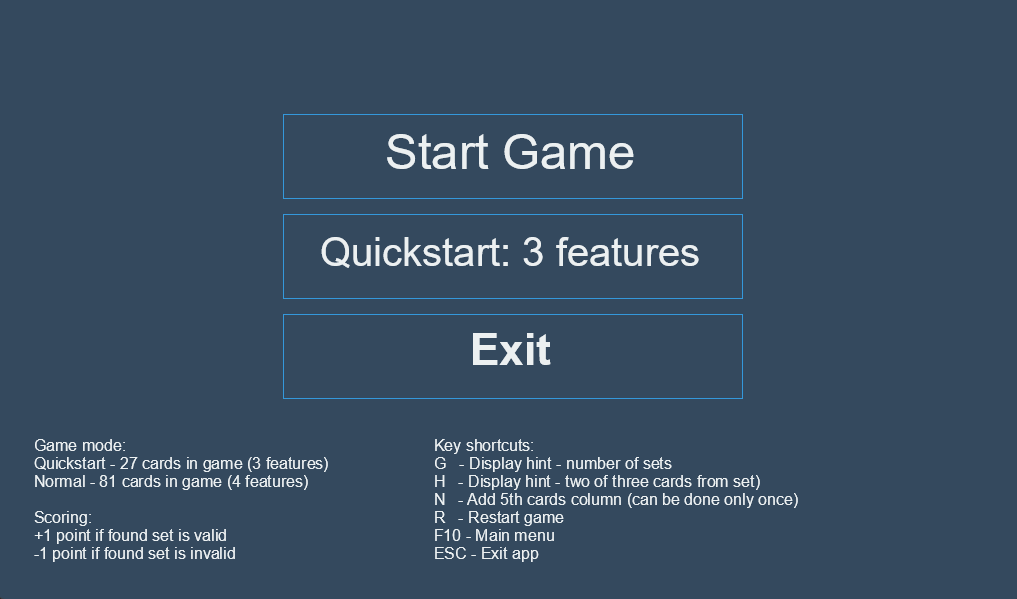 Start Game
Quickstart: 3 features
Exit
Game mode:
Quickstart - 27 cards in game (3 features)
Normal - 81 cards in game (4 features)
Scoring:
+1 point if found set is valid
-1 point if found set is invalid
Key shortcuts:
G - Display hint - number of sets
H - Display hint - two of three cards from set)
N - Add 5th cards column (can be done only once)
R - Restart game
F10 - Main menu
ESC - Exit app